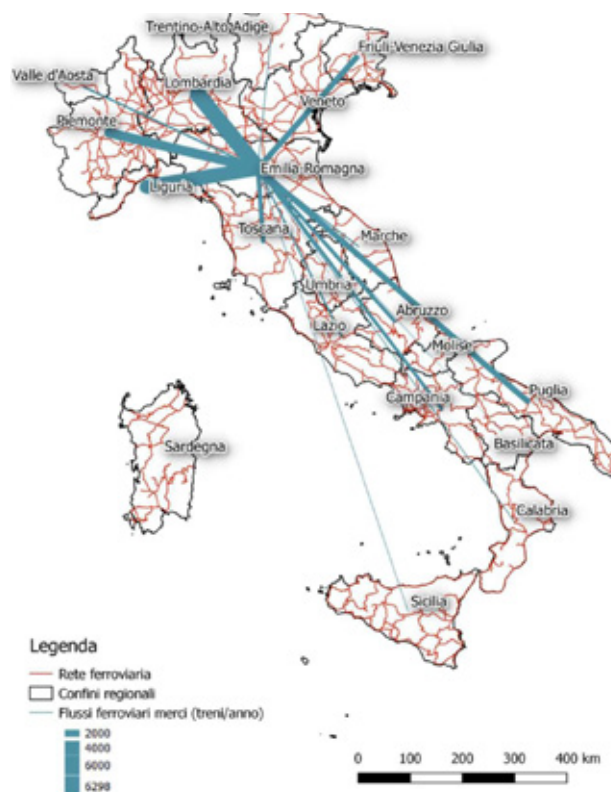 Trentino-Alto Adige
Friuli-Venezia Giulia
Valle d'Aosta
Lombardia
Veneto
Piemonte
Emilia-Romagna
Liguria
Toscana
Marche
Umbria
Abruzzo
Lazio
Molise
Puglia
Campania
Basilicata
Sardegna
Calabria
Sicilia
Legenda
Rete ferroviaria
Confini regionali
Flussi ferroviari merci (treni/anno)
2000
4000
6000
6298
0 100 200 300 400 km